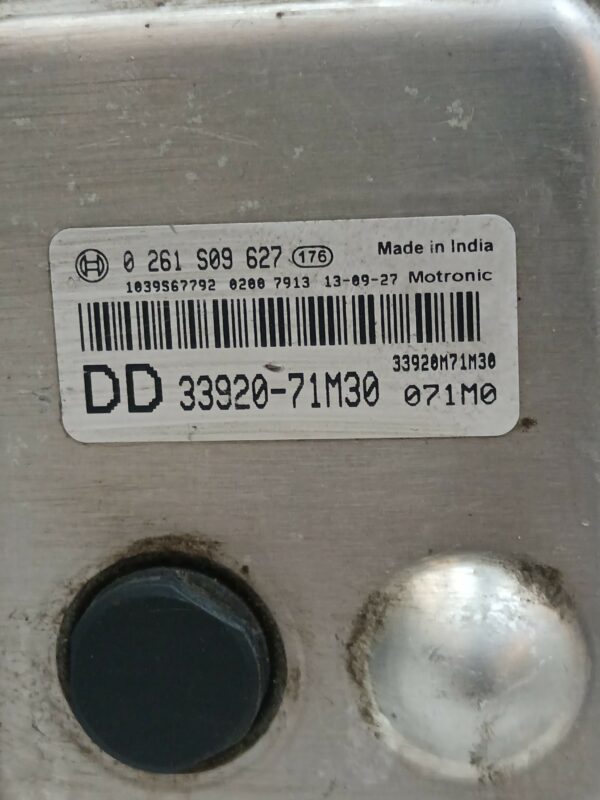 0 261 S09 627 176 Made in India
1039S67792 0200 7913 13-09-27 Motronic
33920M71M30
DD 33920-71M30 071M0